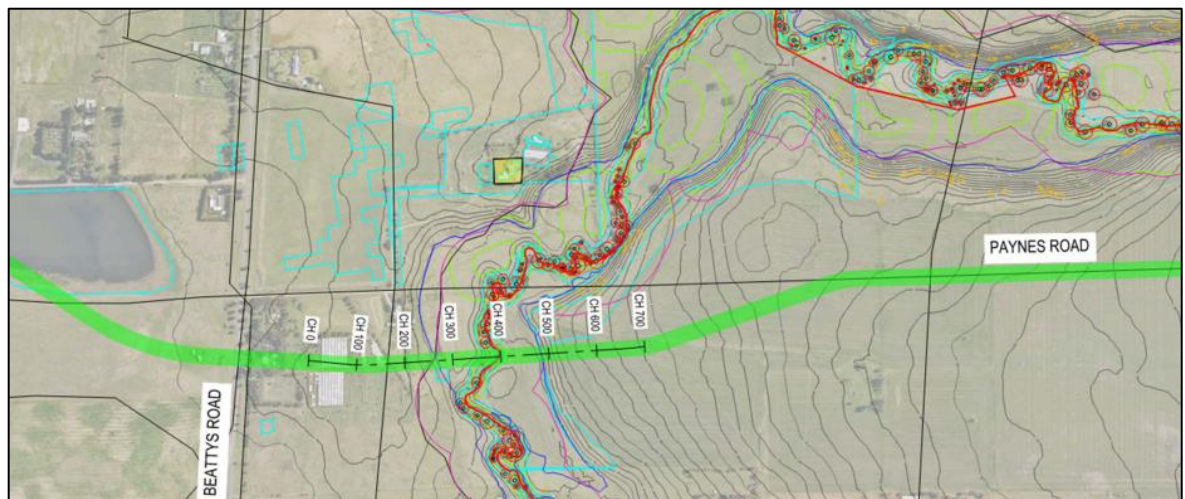 PAYNES ROAD
CH 0
CH 100
CH 200
CH 300
CH 400
CH 500
CH 600
CH 700
BEATTYS ROAD